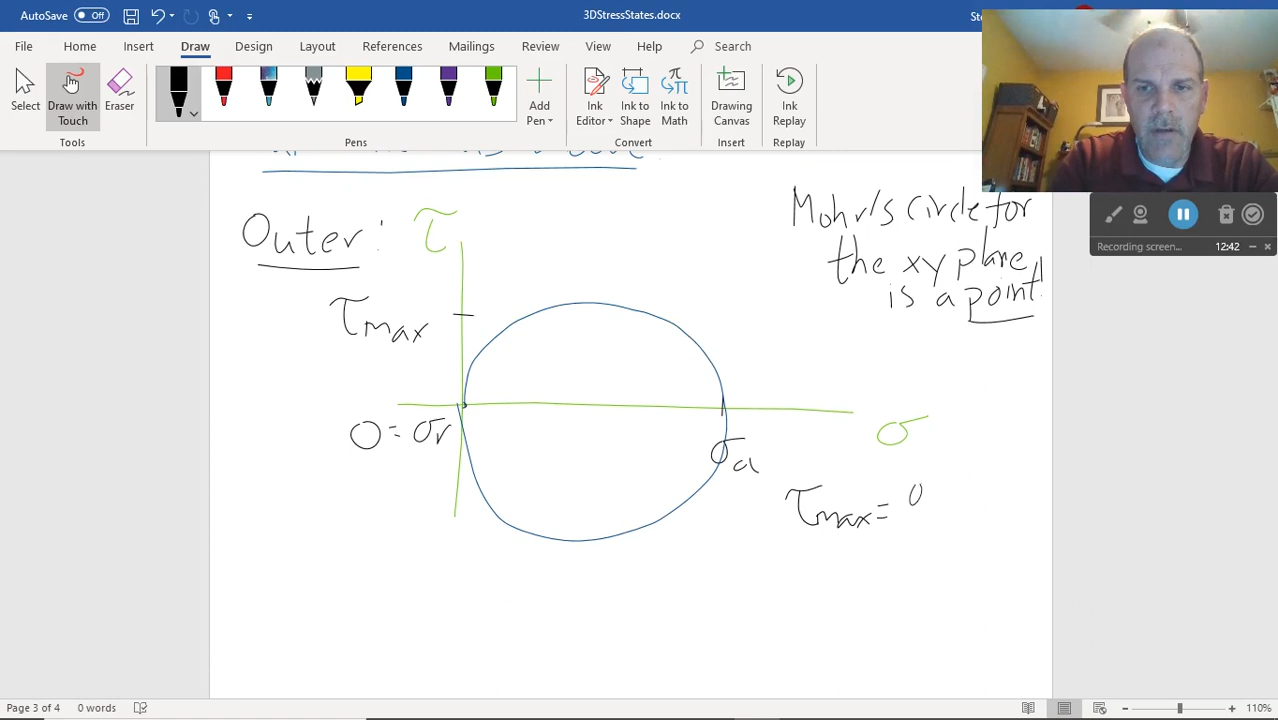 AutoSave Off
3DStressStates.docx
File Home Insert Draw Design Layout References Mailings Review View Help Search
Select
Draw with Touch
Eraser
Add Pen
Ink Editor
Ink to Shape
Ink to Math
Drawing Canvas
Ink Replay
Tools
Pens
Convert
Insert
Replay
Recording screen... 12:42
Outer:
τ
Mohr's circle for
the xy plane
is a point!
τmax
0 = σr
σa
σ
τmax =
Page 3 of 4 0 words
110%